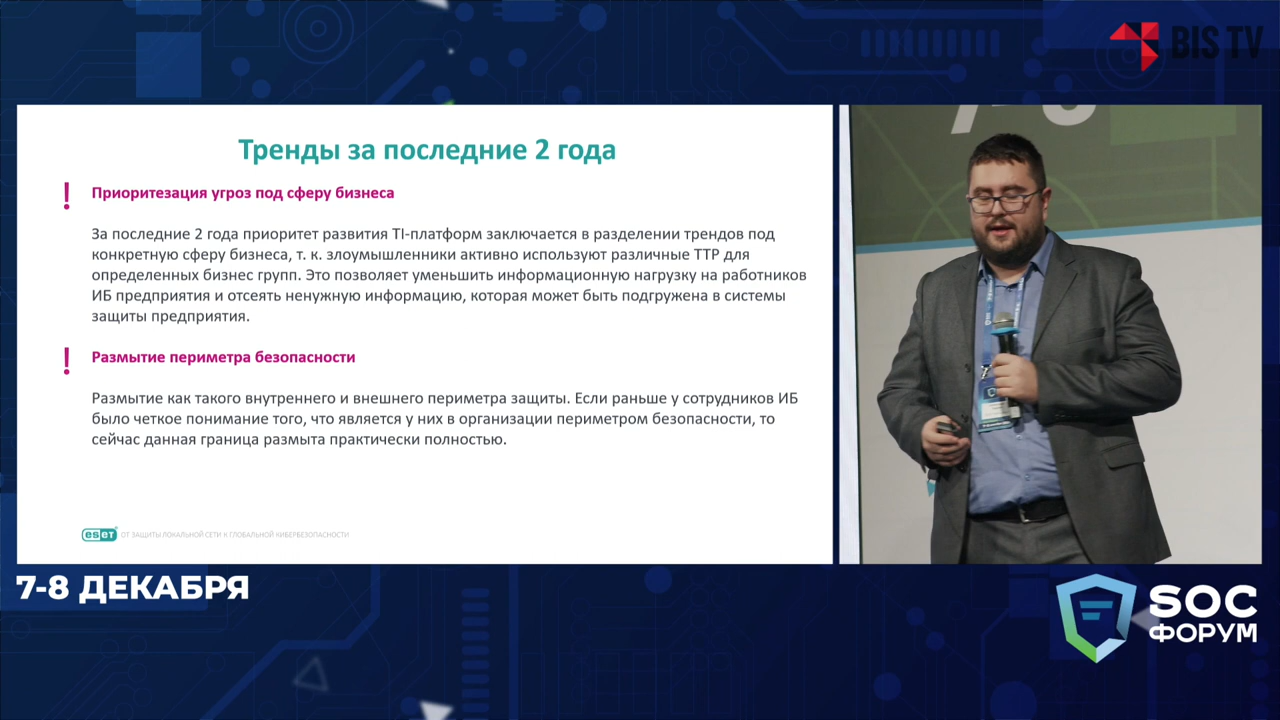 BIS TV
7-8
Тренды за последние 2 года
! Приоритезация угроз под сферу бизнеса
За последние 2 года приоритет развития TI-платформ заключается в разделении трендов под
конкретную сферу бизнеса, т. к. злоумышленники активно используют различные TTP для
определенных бизнес групп. Это позволяет уменьшить информационную нагрузку на работников
ИБ предприятия и отсеять ненужную информацию, которая может быть подгружена в системы
защиты предприятия.
! Размытие периметра безопасности
Размытие как такого внутреннего и внешнего периметра защиты. Если раньше у сотрудников ИБ
было четкое понимание того, что является у них в организации периметром безопасности, то
сейчас данная граница размыта практически полностью.
eseT ОТ ЗАЩИТЫ ЛОКАЛЬНОЙ СЕТИ К ГЛОБАЛЬНОЙ КИБЕРБЕЗОПАСНОСТИ
7-8 ДЕКАБРЯ
SOC
ФОРУМ